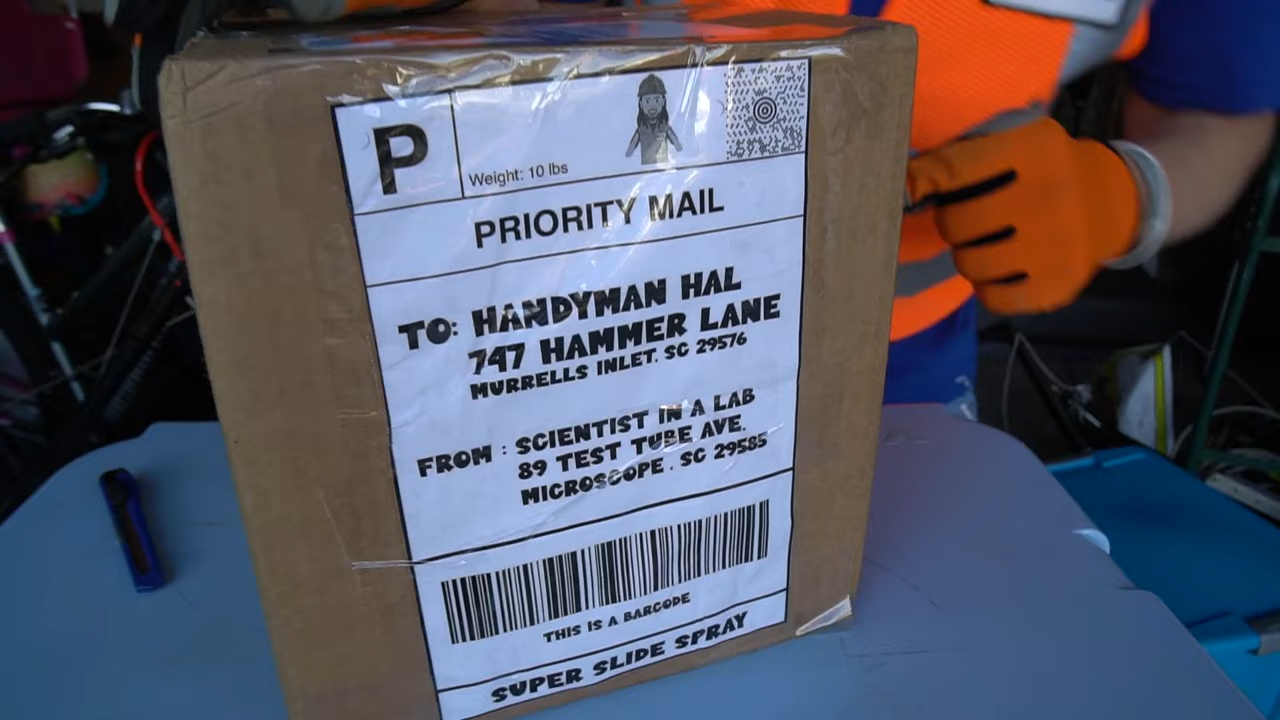 P
Weight: 10 lbs
PRIORITY MAIL
TO: HANDYMAN HAL
747 HAMMER LANE
MURRELLS INLET. SC 29576
FROM : SCIENTIST IN A LAB
89 TEST TUBE AVE.
MICROSCOPE . SC 29585
THIS IS A BARCODE
SUPER SLIDE SPRAY